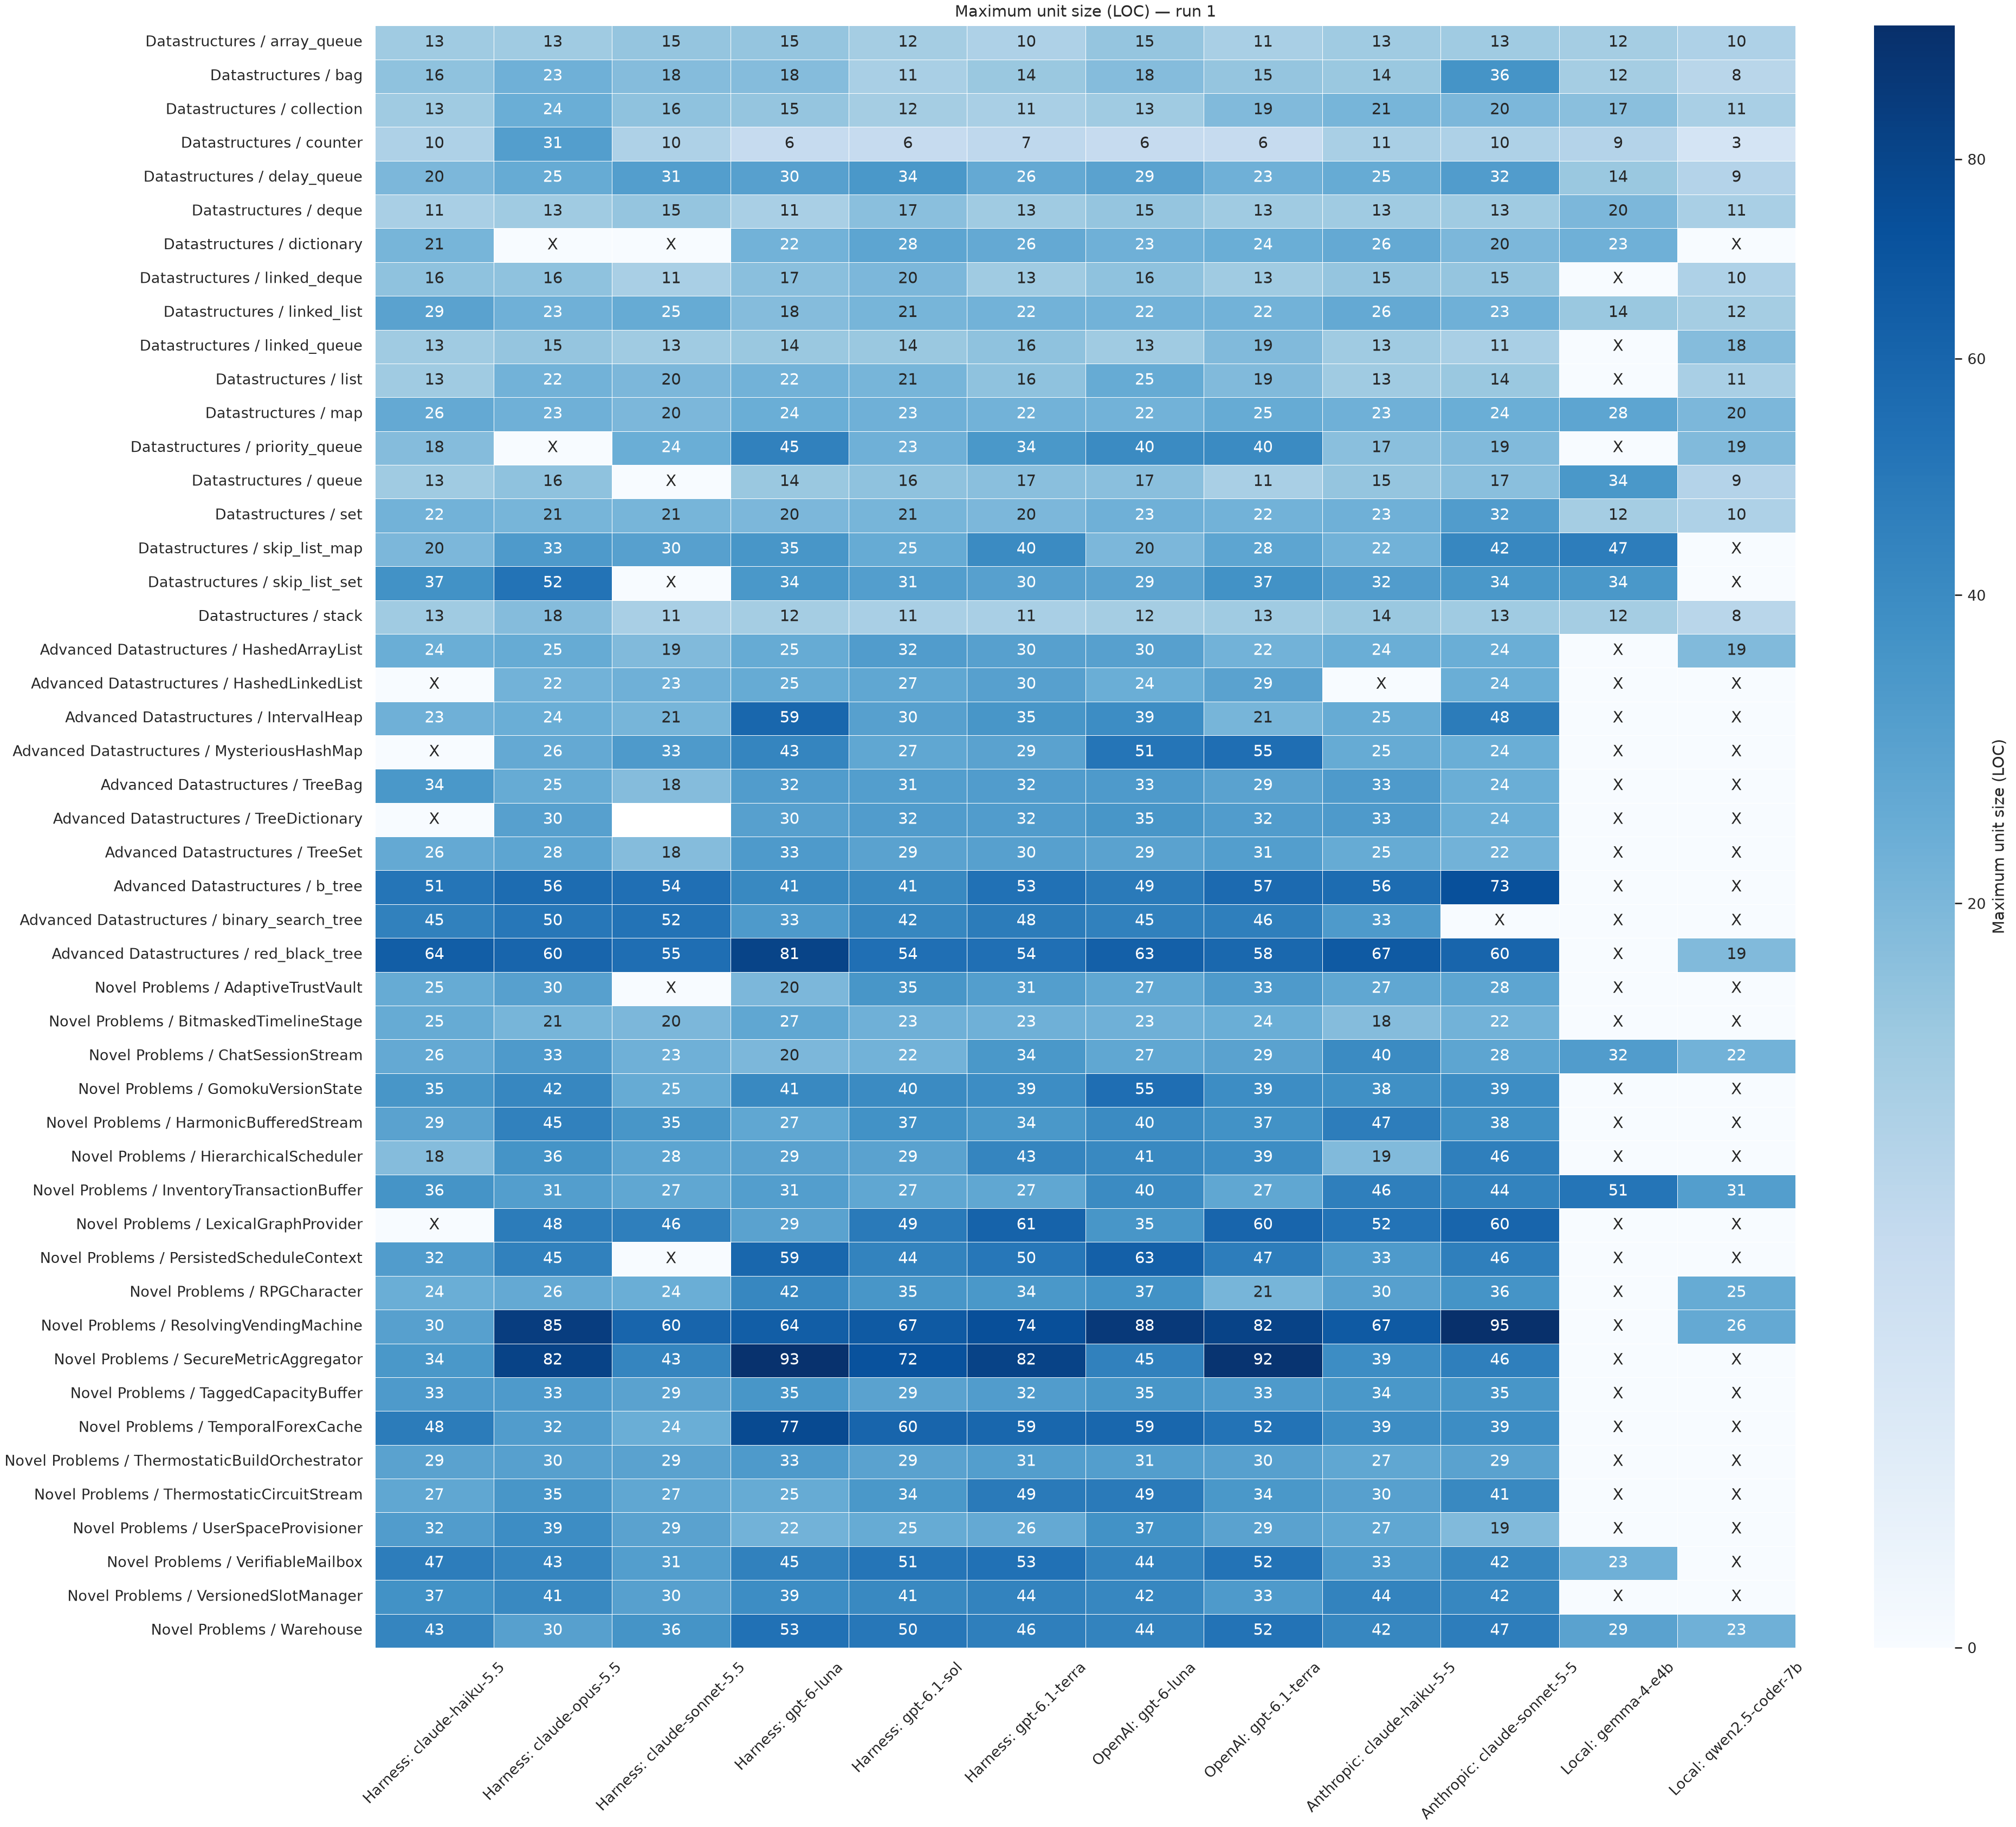 Maximum unit size (LOC) — run 1
Datastructures / array_queue 13 13 15 15 12 10 15 11 13 13 12 10
Datastructures / bag 16 23 18 18 11 14 18 15 14 36 12 8
Datastructures / collection 13 24 16 15 12 11 13 19 21 20 17 11
Datastructures / counter 10 31 10 6 6 7 6 6 11 10 9 3
Datastructures / delay_queue 20 25 31 30 34 26 29 23 25 32 14 9
Datastructures / deque 11 13 15 11 17 13 15 13 13 13 20 11
Datastructures / dictionary 21 X X 22 28 26 23 24 26 20 23 X
Datastructures / linked_deque 16 16 11 17 20 13 16 13 15 15 X 10
Datastructures / linked_list 29 23 25 18 21 22 22 22 26 23 14 12
Datastructures / linked_queue 13 15 13 14 14 16 13 19 13 11 X 18
Datastructures / list 13 22 20 22 21 16 25 19 13 14 X 11
Datastructures / map 26 23 20 24 23 22 22 25 23 24 28 20
Datastructures / priority_queue 18 X 24 45 23 34 40 40 17 19 X 19
Datastructures / queue 13 16 X 14 16 17 17 11 15 17 34 9
Datastructures / set 22 21 21 20 21 20 23 22 23 32 12 10
Datastructures / skip_list_map 20 33 30 35 25 40 20 28 22 42 47 X
Datastructures / skip_list_set 37 52 X 34 31 30 29 37 32 34 34 X
Datastructures / stack 13 18 11 12 11 11 12 13 14 13 12 8
Advanced Datastructures / HashedArrayList 24 25 19 25 32 30 30 22 24 24 X 19
Advanced Datastructures / HashedLinkedList X 22 23 25 27 30 24 29 X 24 X X
Advanced Datastructures / IntervalHeap 23 24 21 59 30 35 39 21 25 48 X X
Advanced Datastructures / MysteriousHashMap X 26 33 43 27 29 51 55 25 24 X X
Advanced Datastructures / TreeBag 34 25 18 32 31 32 33 29 33 24 X X
Advanced Datastructures / TreeDictionary X 30 30 32 32 35 32 33 24 X X
Advanced Datastructures / TreeSet 26 28 18 33 29 30 29 31 25 22 X X
Advanced Datastructures / b_tree 51 56 54 41 41 53 49 57 56 73 X X
Advanced Datastructures / binary_search_tree 45 50 52 33 42 48 45 46 33 X X X
Advanced Datastructures / red_black_tree 64 60 55 81 54 54 63 58 67 60 X 19
Novel Problems / AdaptiveTrustVault 25 30 X 20 35 31 27 33 27 28 X X
Novel Problems / BitmaskedTimelineStage 25 21 20 27 23 23 23 24 18 22 X X
Novel Problems / ChatSessionStream 26 33 23 20 22 34 27 29 40 28 32 22
Novel Problems / GomokuVersionState 35 42 25 41 40 39 55 39 38 39 X X
Novel Problems / HarmonicBufferedStream 29 45 35 27 37 34 40 37 47 38 X X
Novel Problems / HierarchicalScheduler 18 36 28 29 29 43 41 39 19 46 X X
Novel Problems / InventoryTransactionBuffer 36 31 27 31 27 27 40 27 46 44 51 31
Novel Problems / LexicalGraphProvider X 48 46 29 49 61 35 60 52 60 X X
Novel Problems / PersistedScheduleContext 32 45 X 59 44 50 63 47 33 46 X X
Novel Problems / RPGCharacter 24 26 24 42 35 34 37 21 30 36 X 25
Novel Problems / ResolvingVendingMachine 30 85 60 64 67 74 88 82 67 95 X 26
Novel Problems / SecureMetricAggregator 34 82 43 93 72 82 45 92 39 46 X X
Novel Problems / TaggedCapacityBuffer 33 33 29 35 29 32 35 33 34 35 X X
Novel Problems / TemporalForexCache 48 32 24 77 60 59 59 52 39 39 X X
Novel Problems / ThermostaticBuildOrchestrator 29 30 29 33 29 31 31 30 27 29 X X
Novel Problems / ThermostaticCircuitStream 27 35 27 25 34 49 49 34 30 41 X X
Novel Problems / UserSpaceProvisioner 32 39 29 22 25 26 37 29 27 19 X X
Novel Problems / VerifiableMailbox 47 43 31 45 51 53 44 52 33 42 23 X
Novel Problems / VersionedSlotManager 37 41 30 39 41 44 42 33 44 42 X X
Novel Problems / Warehouse 43 30 36 53 50 46 44 52 42 47 29 23
Harness: claude-haiku-5.5
Harness: claude-opus-5.5
Harness: claude-sonnet-5.5
Harness: gpt-6-luna
Harness: gpt-6.1-sol
Harness: gpt-6.1-terra
OpenAI: gpt-6-luna
OpenAI: gpt-6.1-terra
Anthropic: claude-haiku-5-5
Anthropic: claude-sonnet-5-5
Local: gemma-4-e4b
Local: qwen2.5-coder-7b
80
60
40
20
0
Maximum unit size (LOC)